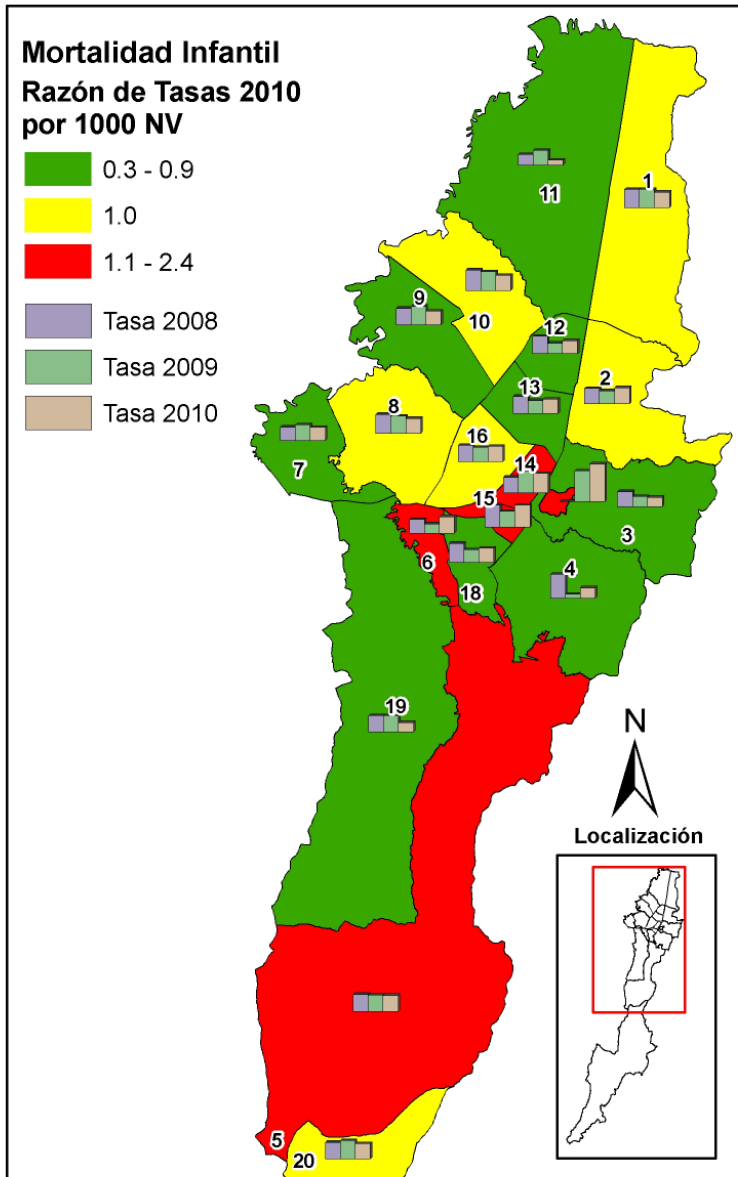 Mortalidad Infantil
Razón de Tasas 2010
por 1000 NV
0.3 - 0.9
1.0
1.1 - 2.4
Tasa 2008
Tasa 2009
Tasa 2010
11
1
9
10
12
2
13
8
16
7
14
15
3
6
4
18
19
N
Localización
5
20